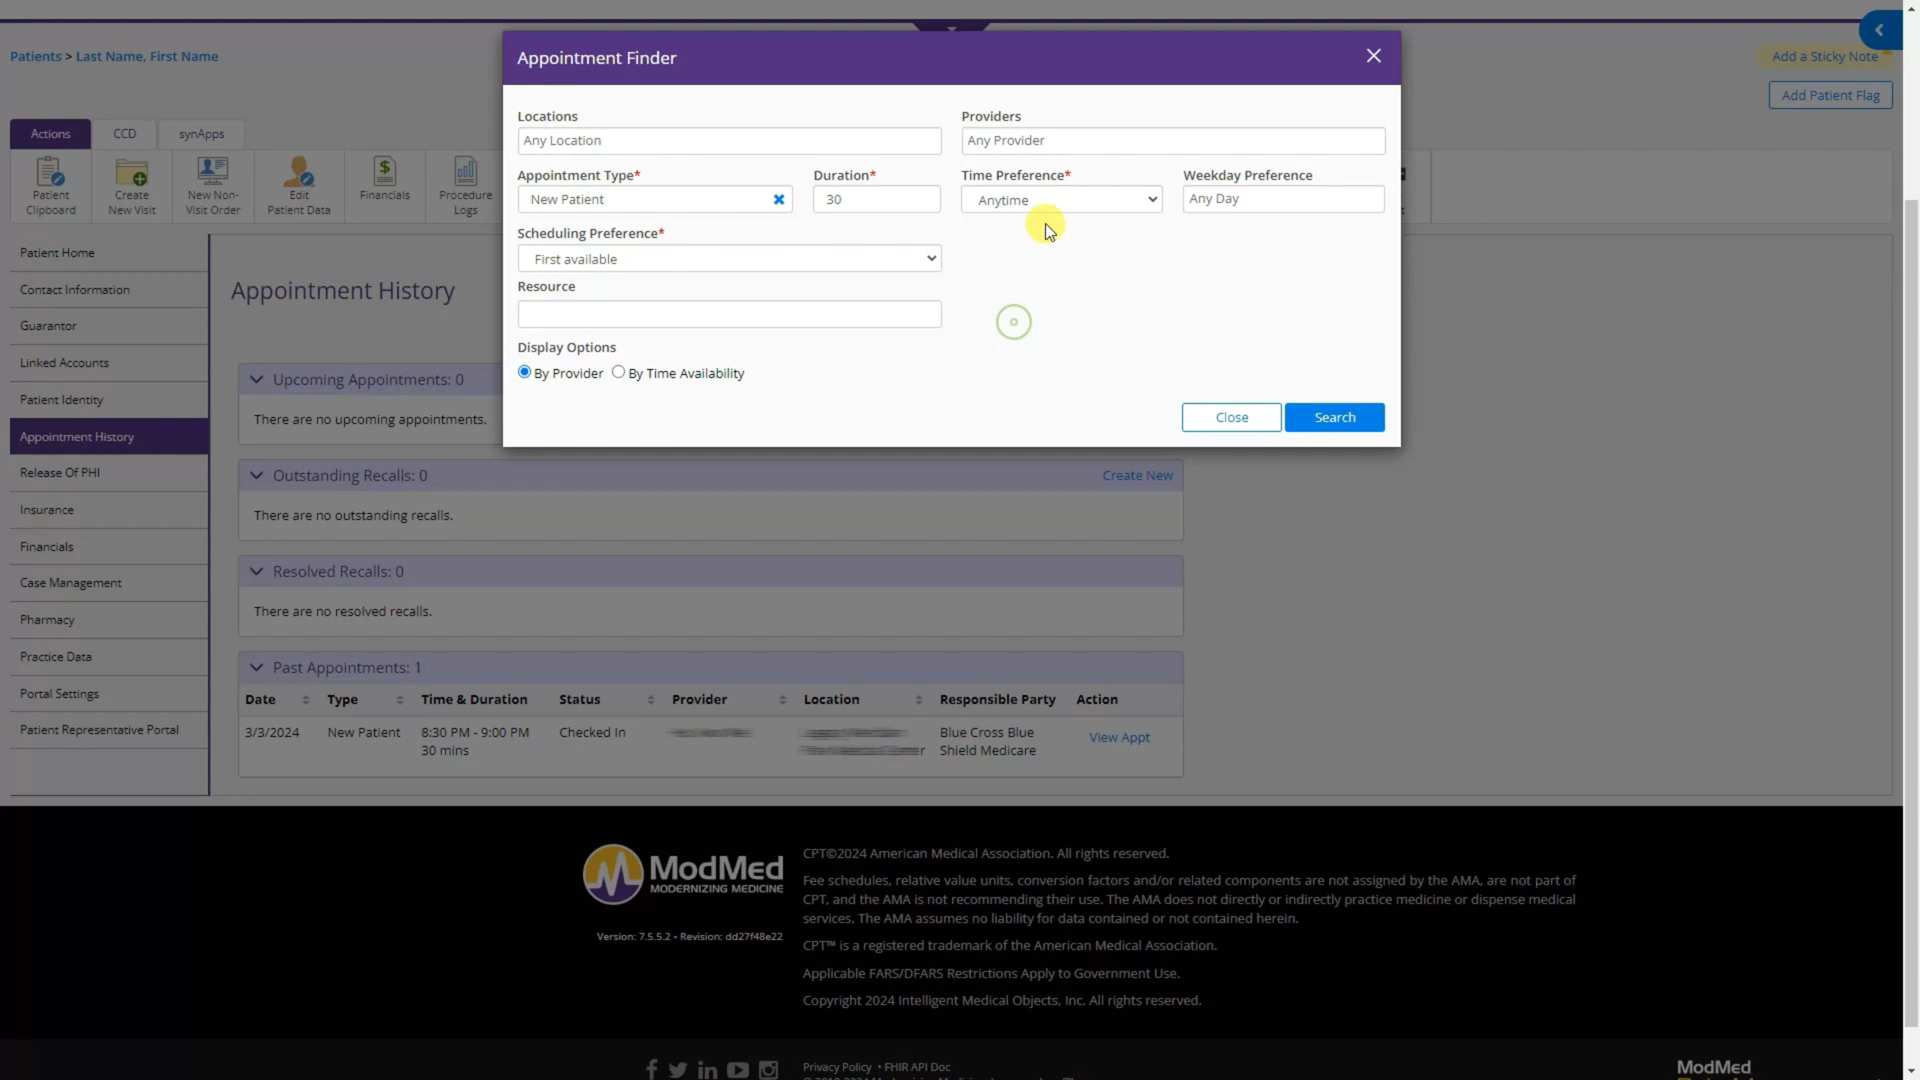 Patients > Last Name, First Name
Add a Sticky Note
Add Patient Flag
Actions
CCD
synApps
Patient
Clipboard
Create
New Visit
New Non-
Visit Order
Edit
Patient Data
Financials
Procedure
Logs
Appointment Finder
Locations
Any Location
Providers
Any Provider
Appointment Type*
New Patient
Duration*
30
Time Preference*
Anytime
Weekday Preference
Any Day
Scheduling Preference*
First available
Resource
Display Options
By Provider
By Time Availability
Close
Search
Patient Home
Contact Information
Guarantor
Linked Accounts
Patient Identity
Appointment History
Release Of PHI
Insurance
Financials
Case Management
Pharmacy
Practice Data
Portal Settings
Patient Representative Portal
Appointment History
Upcoming Appointments: 0
There are no upcoming appointments.
Outstanding Recalls: 0
Create New
There are no outstanding recalls.
Resolved Recalls: 0
There are no resolved recalls.
Past Appointments: 1
Date Type Time & Duration Status Provider Location Responsible Party Action
3/3/2024 New Patient 8:30 PM - 9:00 PM Checked In Blue Cross Blue View Appt
30 mins Shield Medicare
ModMed
MODERNIZING MEDICINE
Version: 7.5.5.2 • Revision: dd27f48e22
CPT©2024 American Medical Association. All rights reserved.
Fee schedules, relative value units, conversion factors and/or related components are not assigned by the AMA, are not part of
CPT, and the AMA is not recommending their use. The AMA does not directly or indirectly practice medicine or dispense medical
services. The AMA assumes no liability for data contained or not contained herein.
CPT™ is a registered trademark of the American Medical Association.
Applicable FARS/DFARS Restrictions Apply to Government Use.
Copyright 2024 Intelligent Medical Objects, Inc. All rights reserved.
Privacy Policy • FHIR API Doc
ModMed